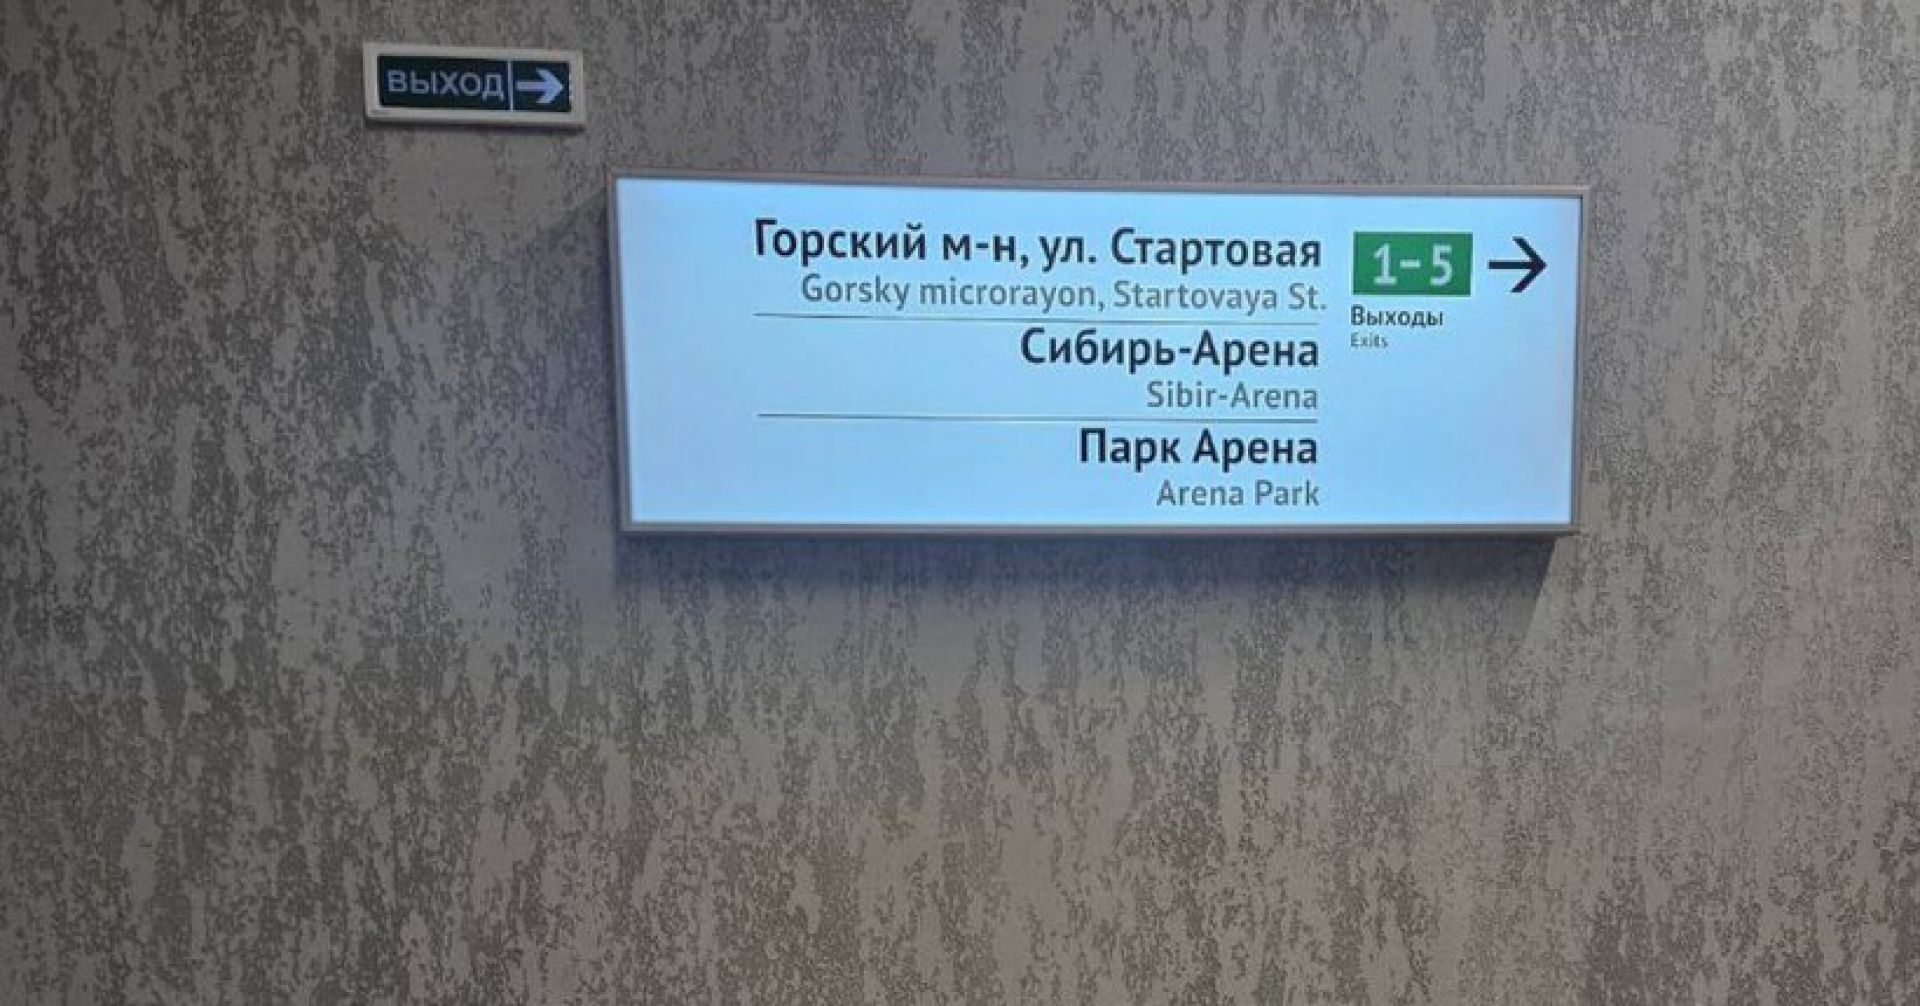 ВЫХОД
Горский м-н, ул. Стартовая
Gorsky microrayon, Startovaya St.
1-5
Выходы
Exits
Сибирь-Арена
Sibir-Arena
Парк Арена
Arena Park